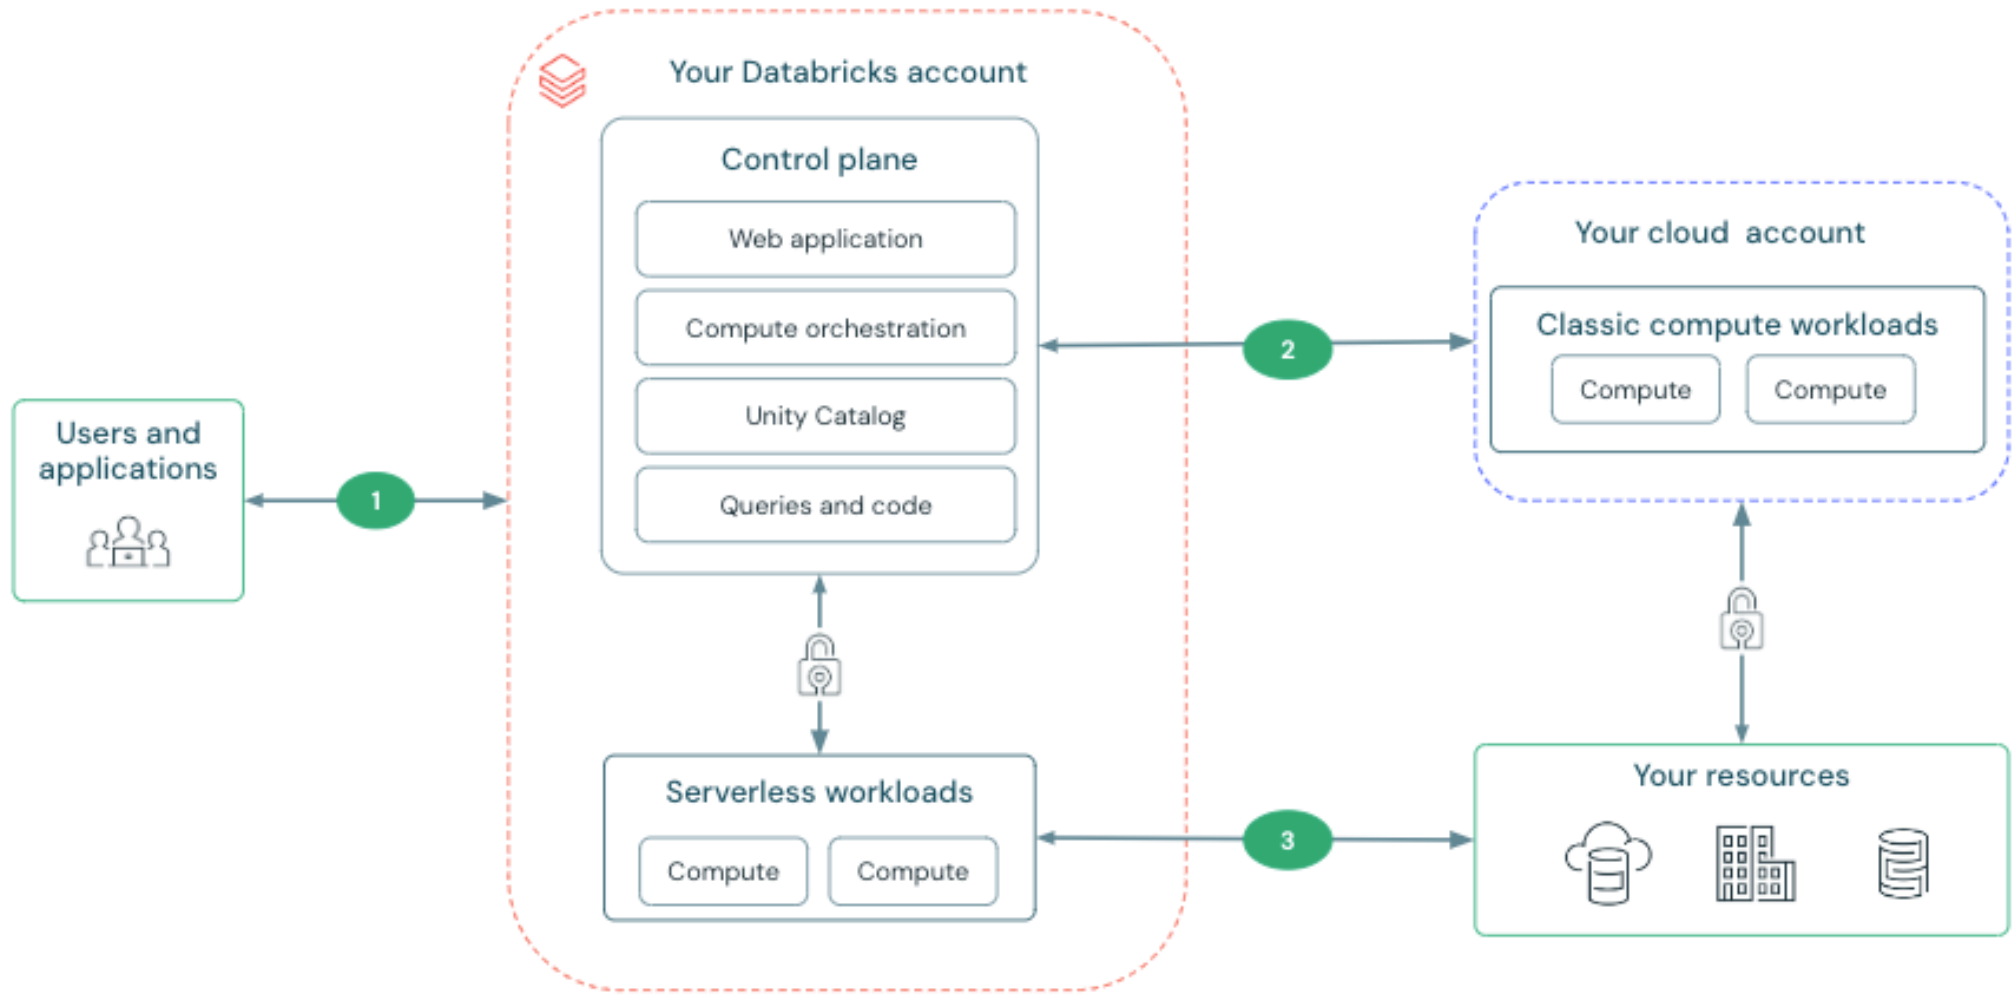 Your Databricks account
Control plane
Web application
Compute orchestration
Unity Catalog
Queries and code
Users and
applications
1
2
Your cloud account
Classic compute workloads
Compute
Compute
Serverless workloads
Compute
Compute
3
Your resources